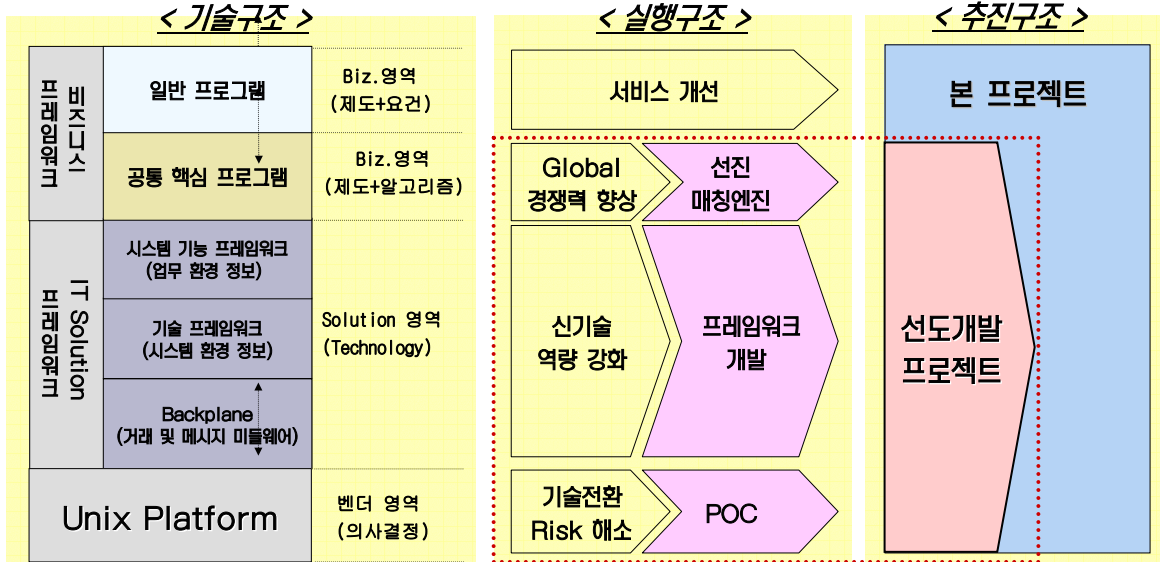 < 기술구조 >
< 실행구조 >
< 추진구조 >
비즈니스
프레임워크
일반 프로그램
Biz.영역
(제도+요건)
공통 핵심 프로그램
Biz.영역
(제도+알고리즘)
IT Solution
프레임워크
시스템 기능 프레임워크
(업무 환경 정보)
기술 프레임워크
(시스템 환경 정보)
Backplane
(거래 및 메시지 미들웨어)
Solution 영역
(Technology)
Unix Platform
벤더 영역
(의사결정)
서비스 개선
Global
경쟁력 향상
선진
매칭엔진
신기술
역량 강화
프레임워크
개발
기술전환
Risk 해소
POC
본 프로젝트
선도개발
프로젝트